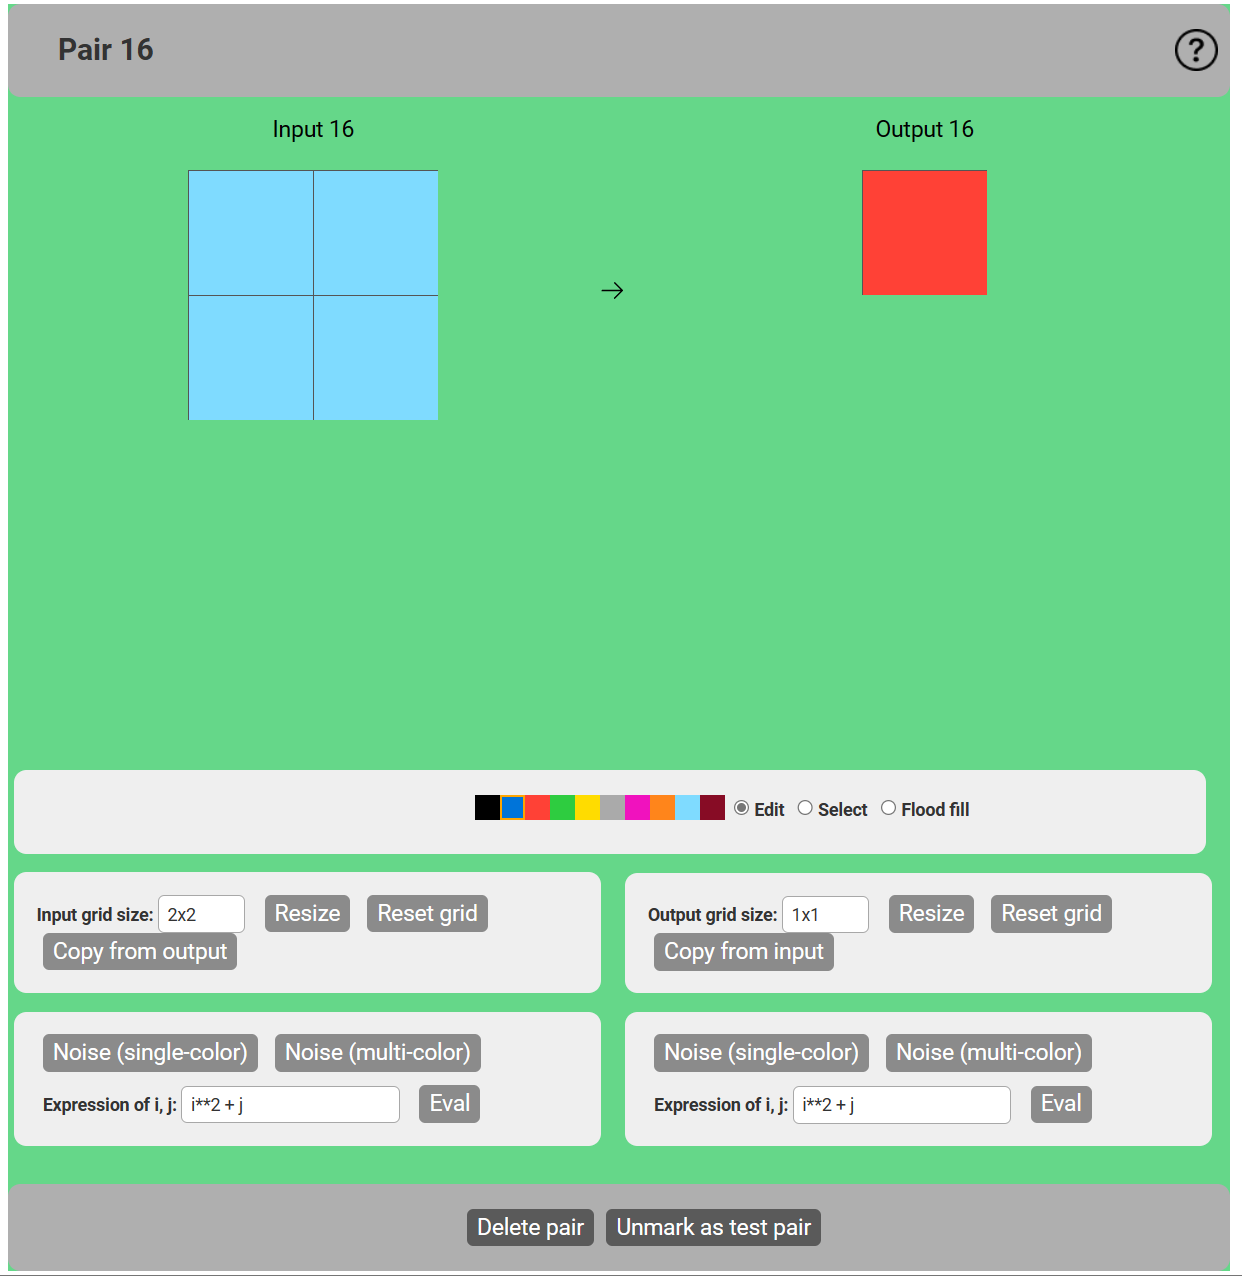 Pair 16
?
Input 16
Output 16
→
Edit Select Flood fill
Input grid size: 2x2 Resize Reset grid
Copy from output
Output grid size: 1x1 Resize Reset grid
Copy from input
Noise (single-color) Noise (multi-color)
Expression of i, j: i**2 + j Eval
Noise (single-color) Noise (multi-color)
Expression of i, j: i**2 + j Eval
Delete pair Unmark as test pair